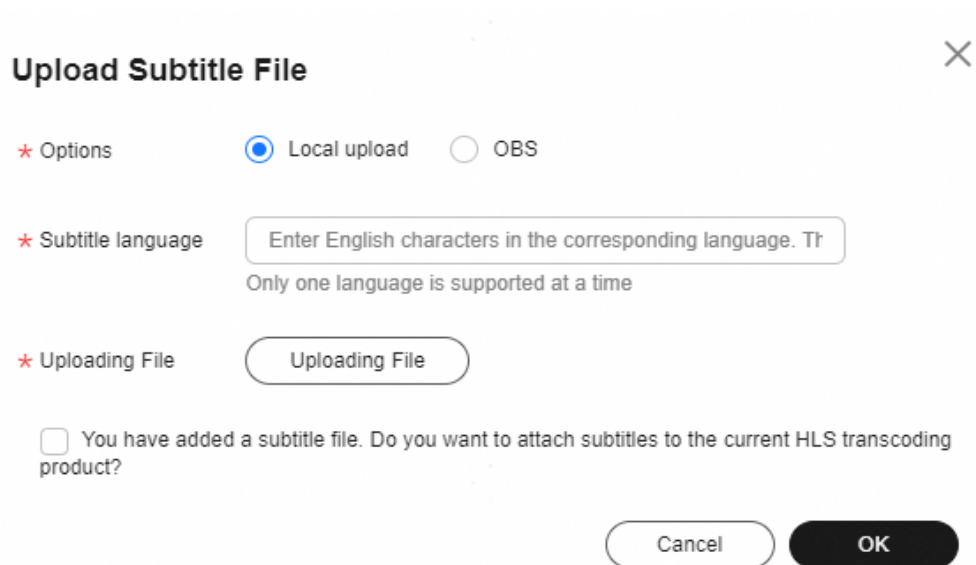 Upload Subtitle File
* Options
Local upload
OBS
* Subtitle language
Enter English characters in the corresponding language. Th
Only one language is supported at a time
* Uploading File
Uploading File
You have added a subtitle file. Do you want to attach subtitles to the current HLS transcoding
product?
Cancel
OK